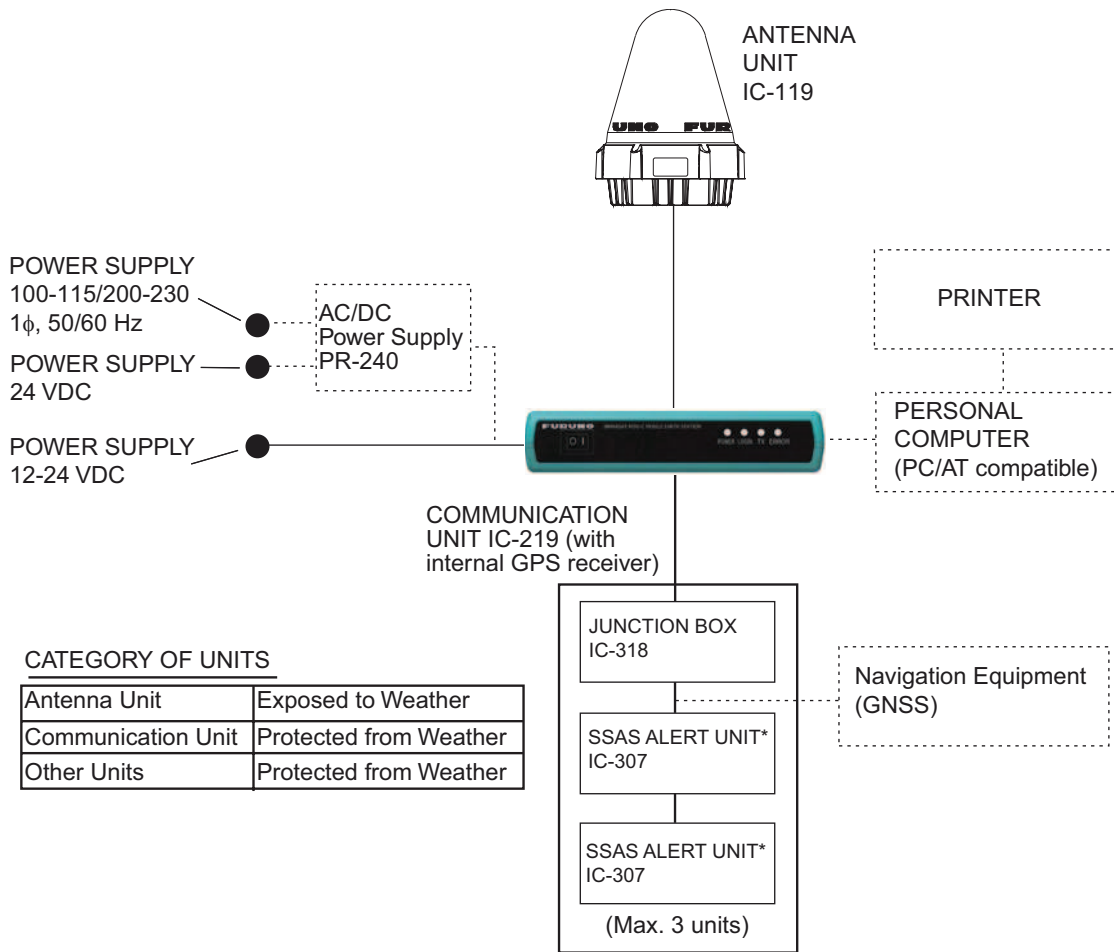 ANTENNA
UNIT
IC-119
UNO FUR
POWER SUPPLY
100-115/200-230
1ϕ, 50/60 Hz
AC/DC
Power Supply
PR-240
POWER SUPPLY
24 VDC
POWER SUPPLY
12-24 VDC
PRINTER
FURUNO
POWER LOGIN TX ERROR
PERSONAL
COMPUTER
(PC/AT compatible)
COMMUNICATION
UNIT IC-219 (with
internal GPS receiver)
JUNCTION BOX
IC-318
Navigation Equipment
(GNSS)
SSAS ALERT UNIT*
IC-307
SSAS ALERT UNIT*
IC-307
(Max. 3 units)
CATEGORY OF UNITS
Antenna Unit Exposed to Weather
Communication Unit Protected from Weather
Other Units Protected from Weather